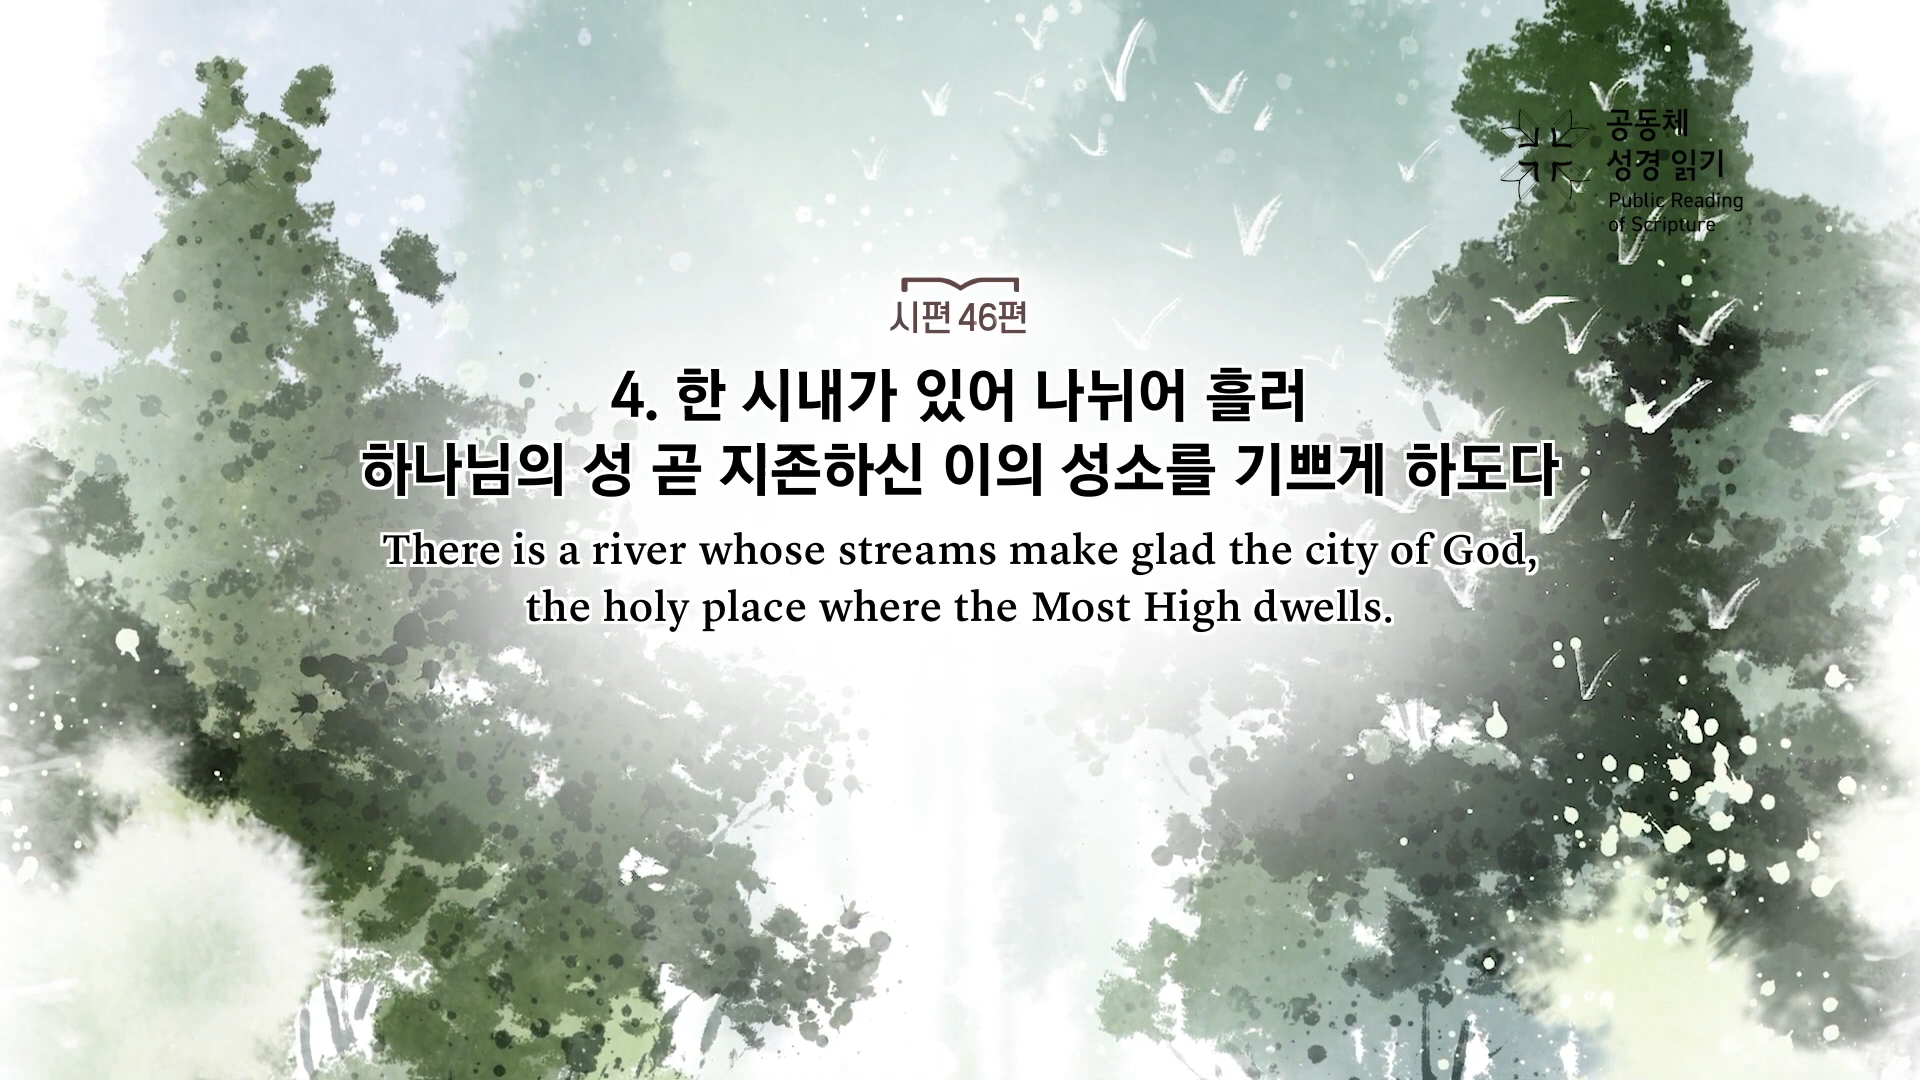 공동체
성경 읽기
Public Reading
of Scripture
시편 46편
4. 한 시내가 있어 나뉘어 흘러
하나님의 성 곧 지존하신 이의 성소를 기쁘게 하도다
There is a river whose streams make glad the city of God,
the holy place where the Most High dwells.